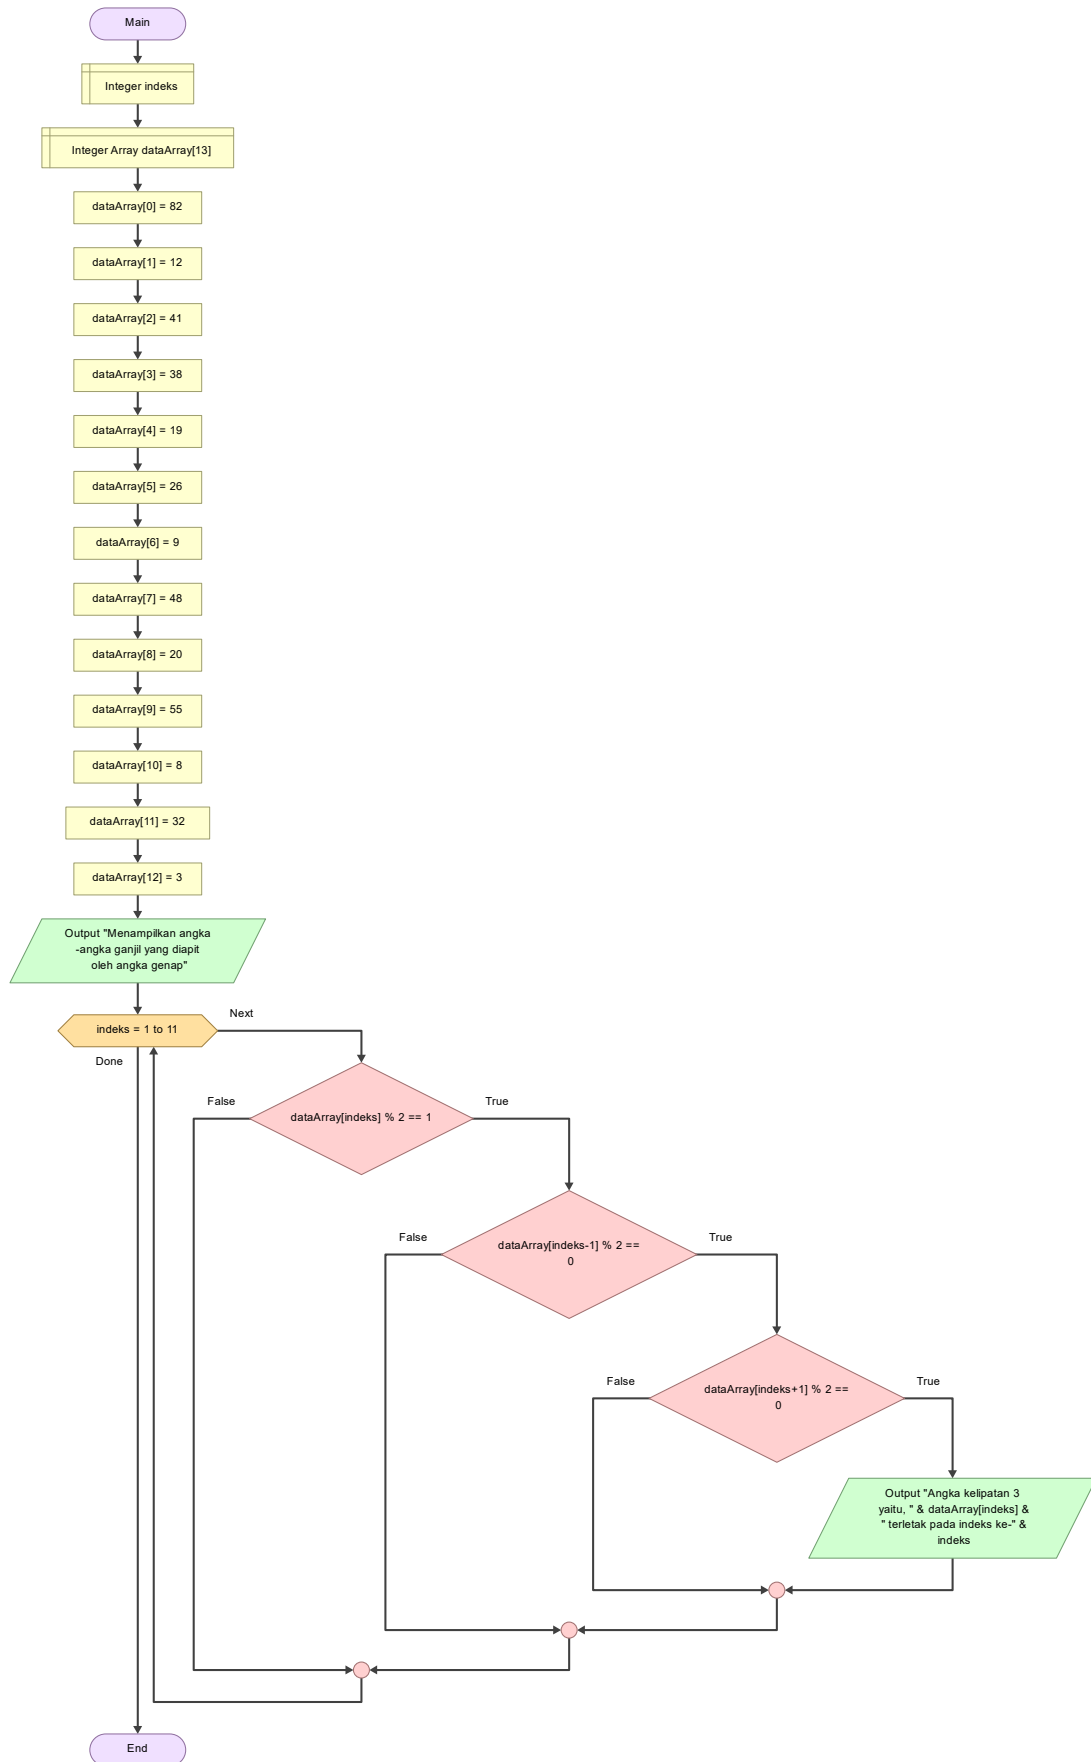 Main
Integer indeks
Integer Array dataArray[13]
dataArray[0] = 82
dataArray[1] = 12
dataArray[2] = 41
dataArray[3] = 38
dataArray[4] = 19
dataArray[5] = 26
dataArray[6] = 9
dataArray[7] = 48
dataArray[8] = 20
dataArray[9] = 55
dataArray[10] = 8
dataArray[11] = 32
dataArray[12] = 3
Output "Menampilkan angka
-angka ganjil yang diapit
oleh angka genap"
indeks = 1 to 11
Next
Done
False
dataArray[indeks] % 2 == 1
True
False
dataArray[indeks-1] % 2 ==
0
True
False
dataArray[indeks+1] % 2 ==
0
True
Output "Angka kelipatan 3
yaitu, " & dataArray[indeks] &
" terletak pada indeks ke-" &
indeks
End